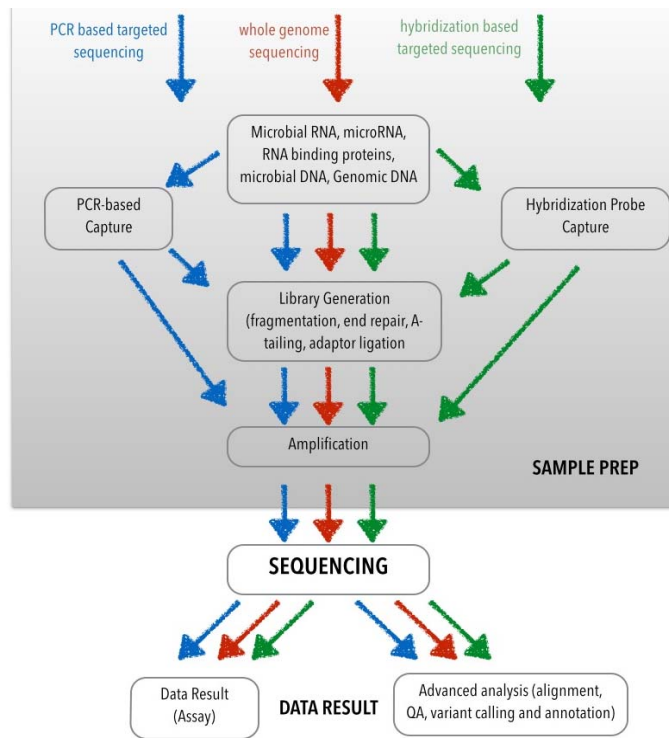 PCR based targeted
sequencing
whole genome
sequencing
hybridization based
targeted sequencing
Microbial RNA, microRNA,
RNA binding proteins,
microbial DNA, Genomic DNA
PCR-based
Capture
Hybridization Probe
Capture
Library Generation
(fragmentation, end repair, A-
tailing, adaptor ligation
Amplification
SAMPLE PREP
SEQUENCING
Data Result
(Assay)
DATA RESULT
Advanced analysis (alignment,
QA, variant calling and annotation)